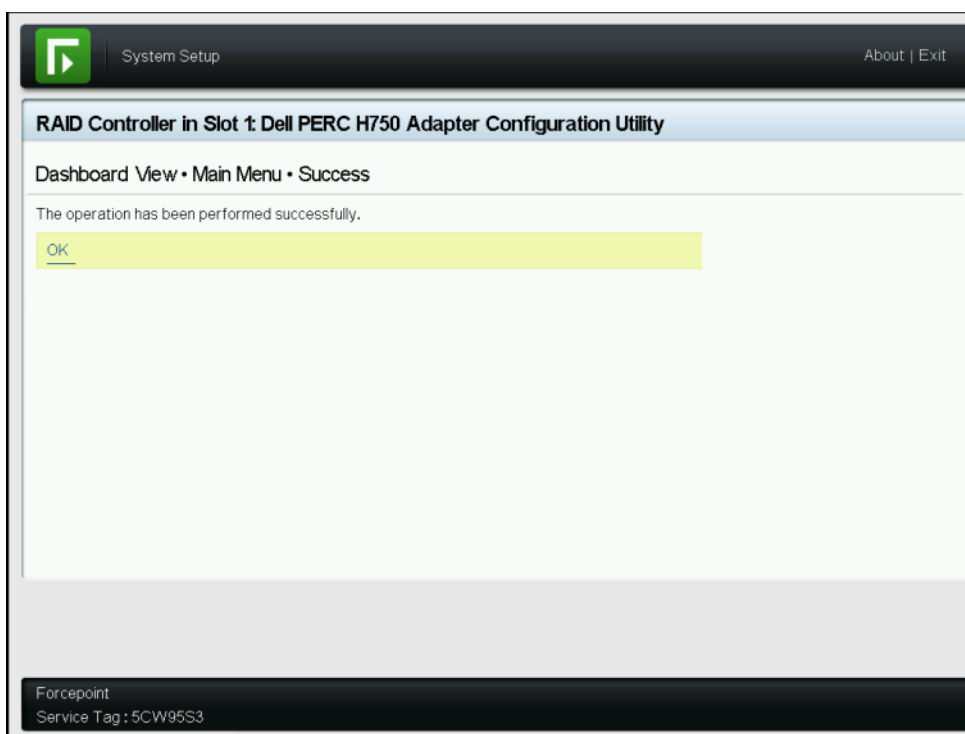 System Setup
About | Exit
RAID Controller in Slot 1: Dell PERC H750 Adapter Configuration Utility
Dashboard View • Main Menu • Success
The operation has been performed successfully.
OK
Forcepoint
Service Tag : 5CW95S3